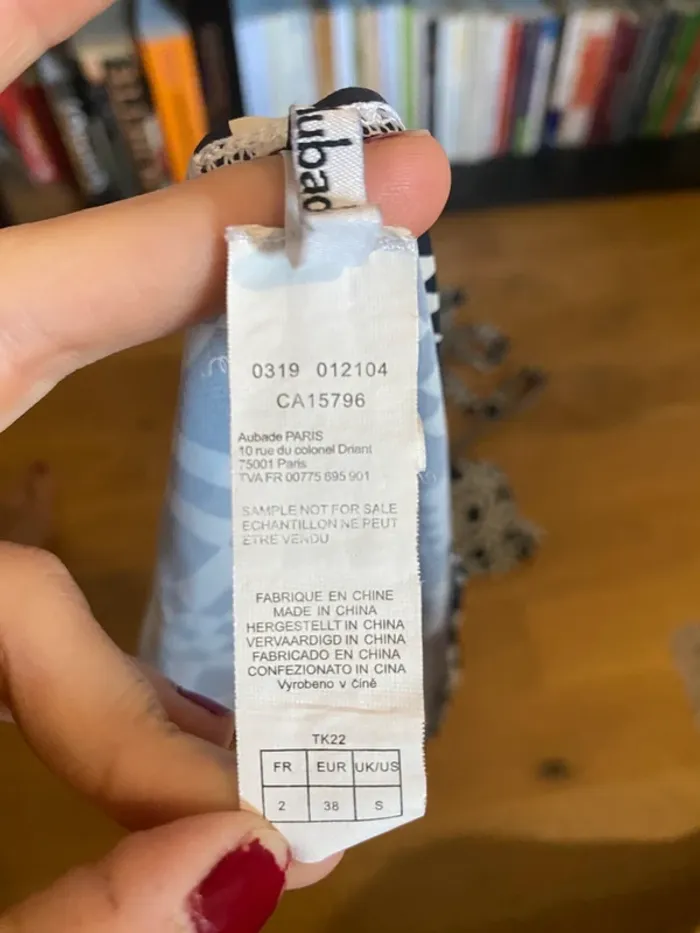 ubad
0319 012104
CA15796
Aubade PARIS
10 rue du colonel Driant
75001 Paris
TVA FR 00775 695 901
SAMPLE NOT FOR SALE
ECHANTILLON NE PEUT
ETRE VENDU
FABRIQUE EN CHINE
MADE IN CHINA
HERGESTELLT IN CHINA
VERVAARDIGD IN CHINA
FABRICADO EN CHINA
CONFEZIONATO IN CINA
Vyrobeno v číně
TK22
FR EUR UK/US
2 38 S